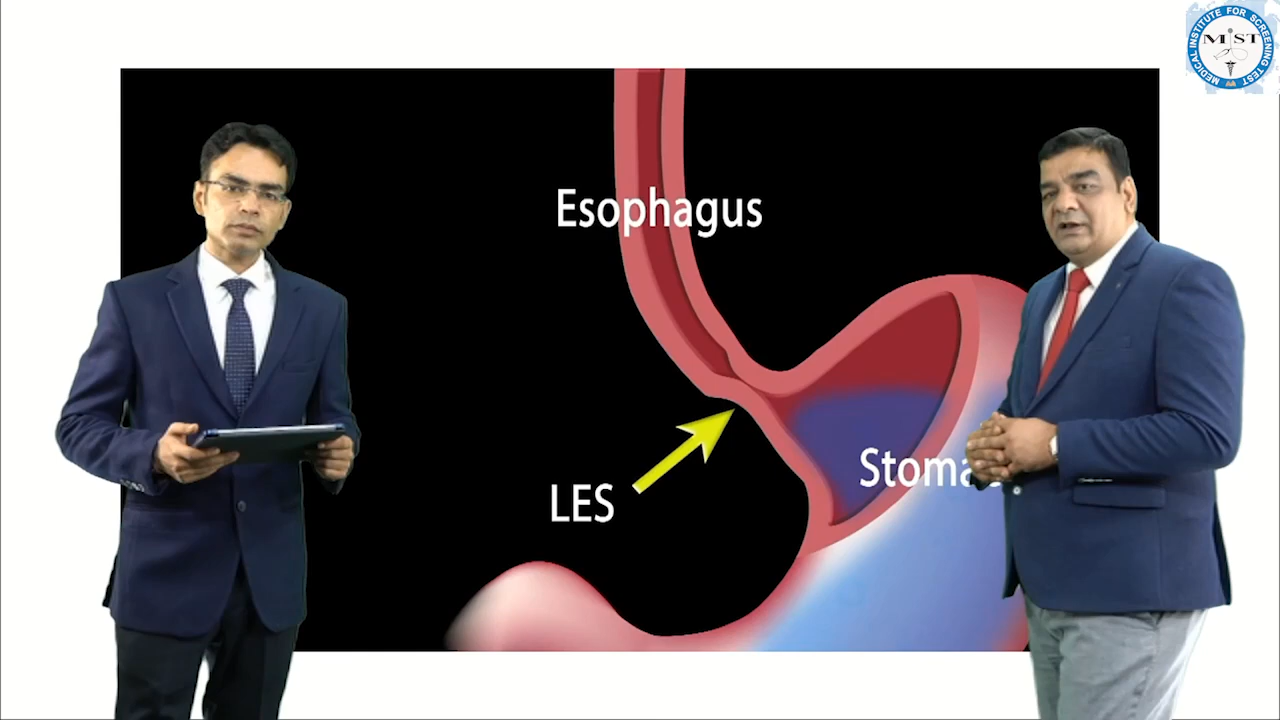 MEDICAL INSTITUTE FOR SCREENING TEST
MIST
Esophagus
Stoma
LES